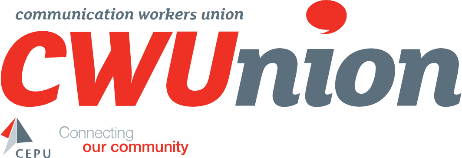 communication workers union
CWUnion
Connecting
our community
CEPU